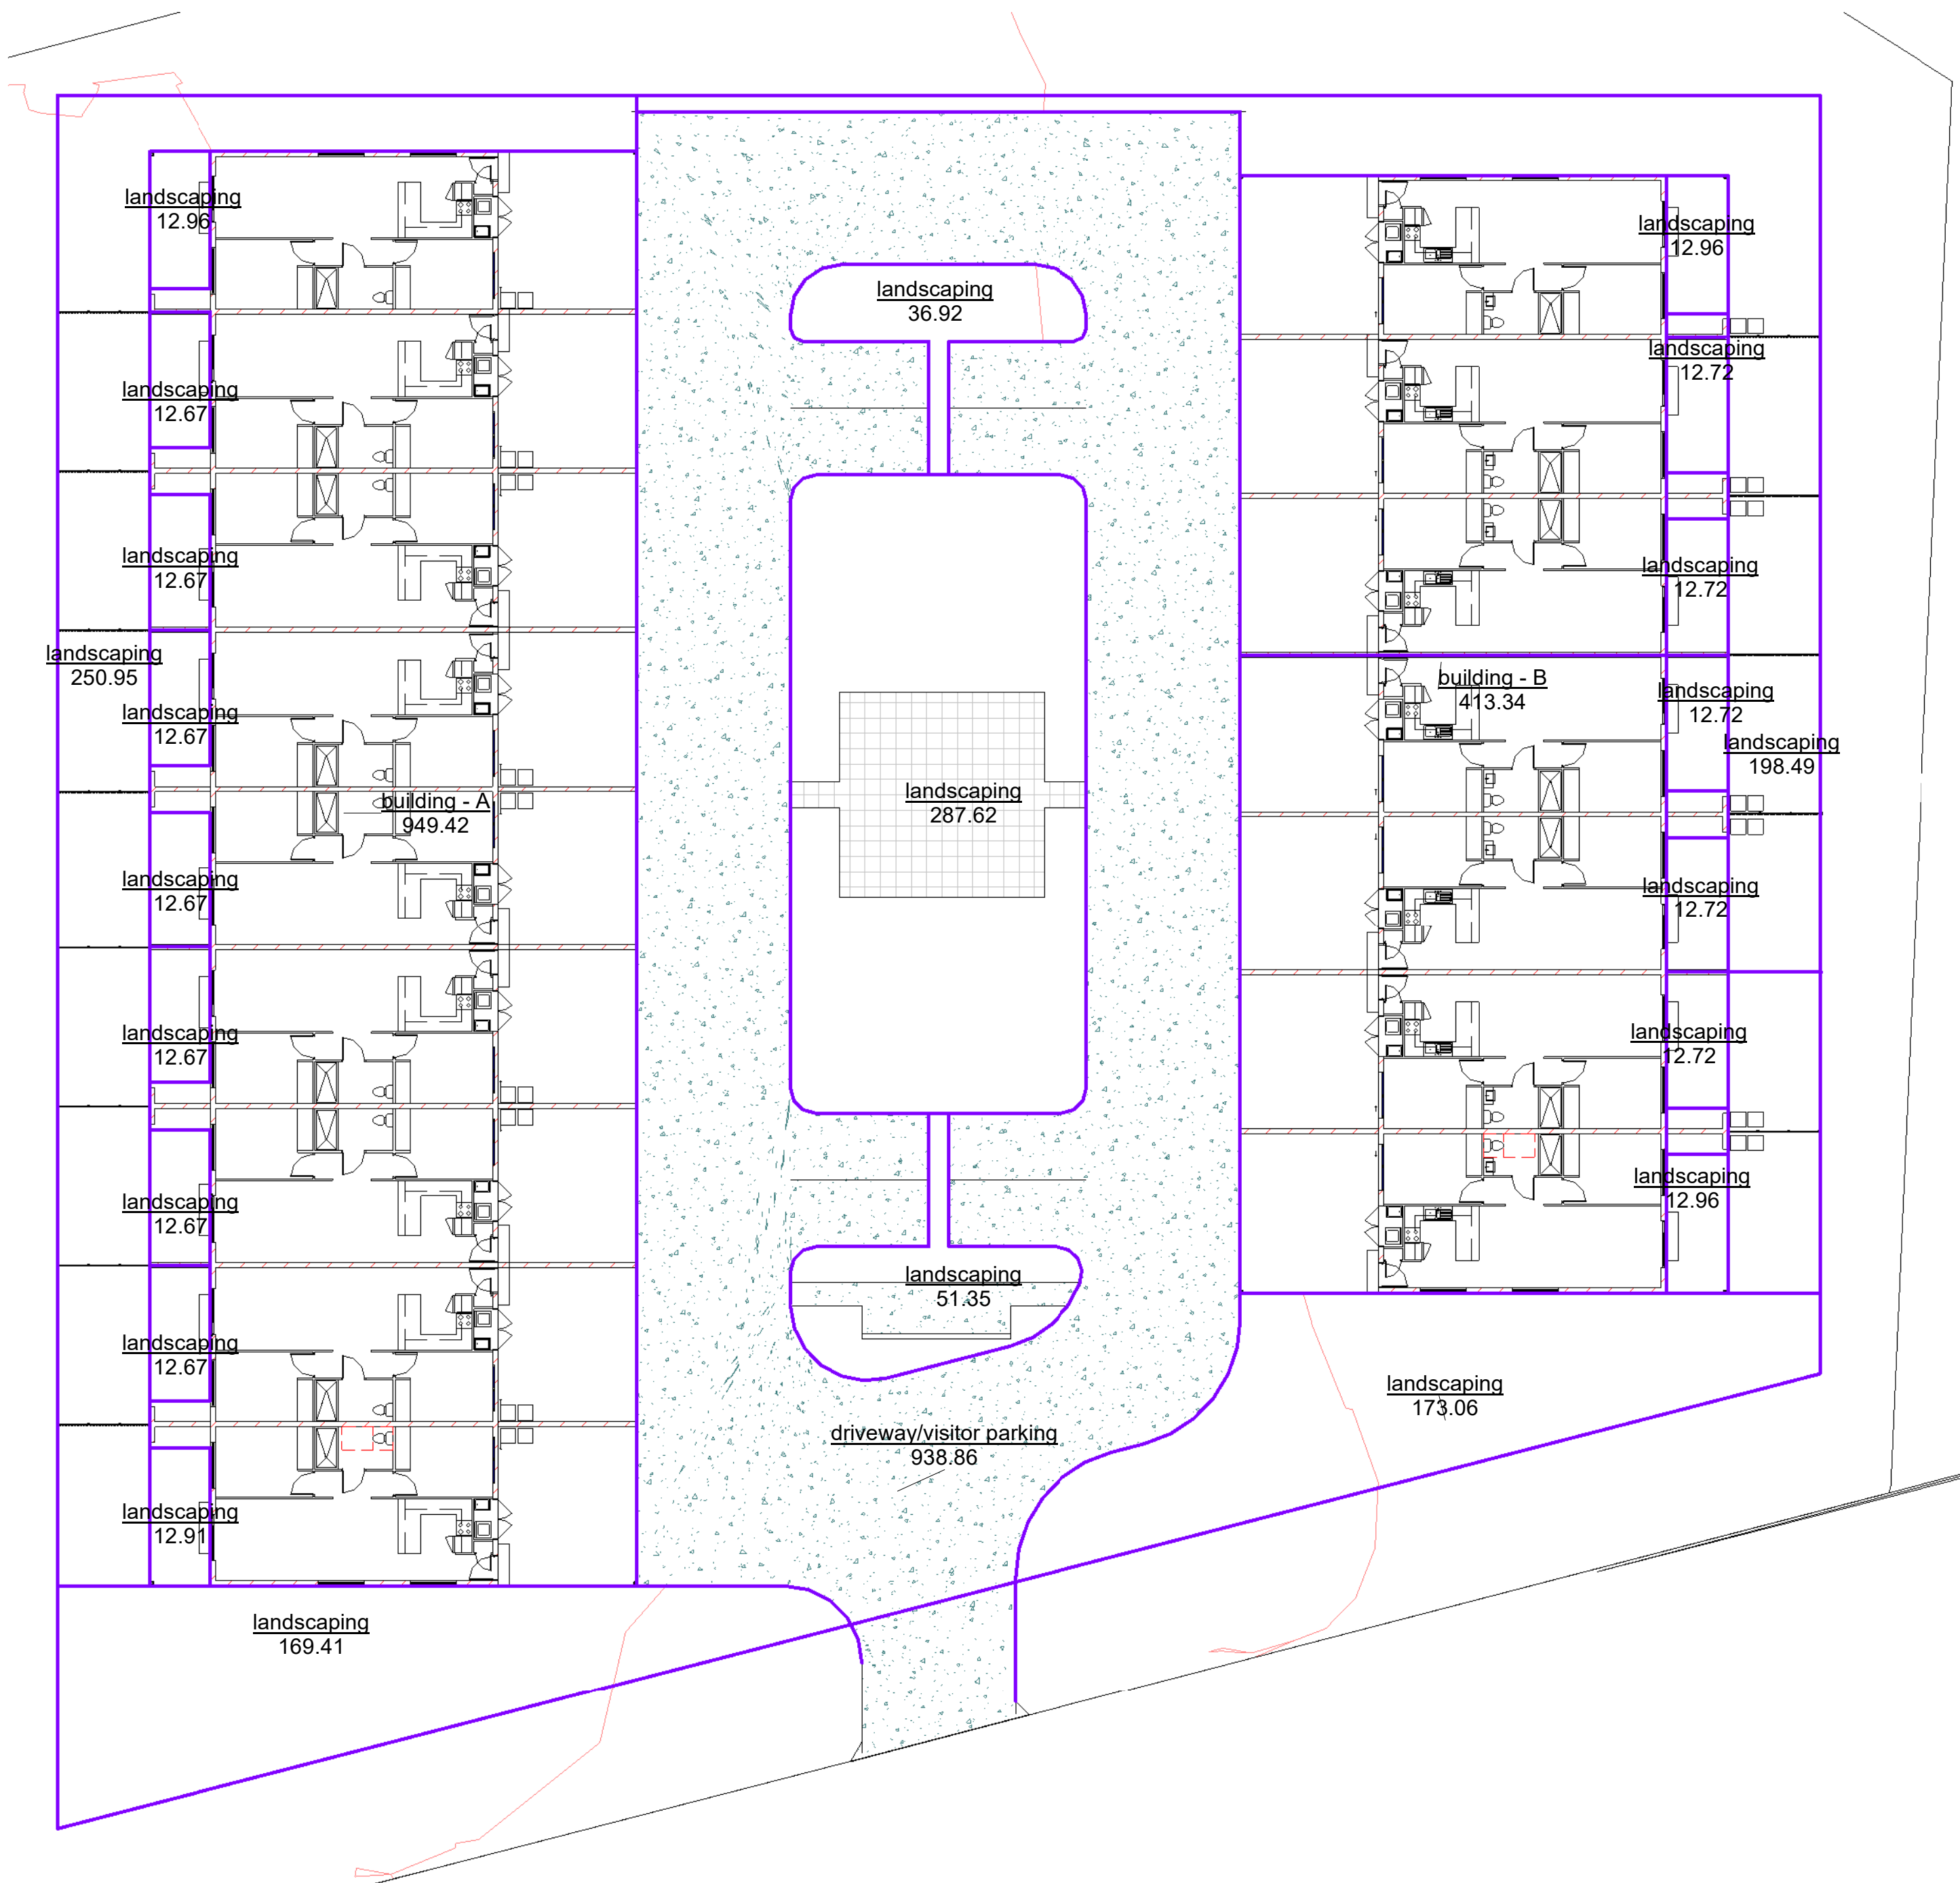 landscaping
12.96
landscaping
12.67
landscaping
12.67
landscaping
250.95
landscaping
12.67
building - A
949.42
landscaping
12.67
landscaping
12.67
landscaping
12.67
landscaping
12.67
landscaping
12.91
landscaping
169.41
landscaping
36.92
landscaping
287.62
landscaping
51.35
driveway/visitor parking
938.86
landscaping
12.96
landscaping
12.72
landscaping
12.72
building - B
413.34
landscaping
12.72
landscaping
198.49
landscaping
12.72
landscaping
12.72
landscaping
12.96
landscaping
173.06